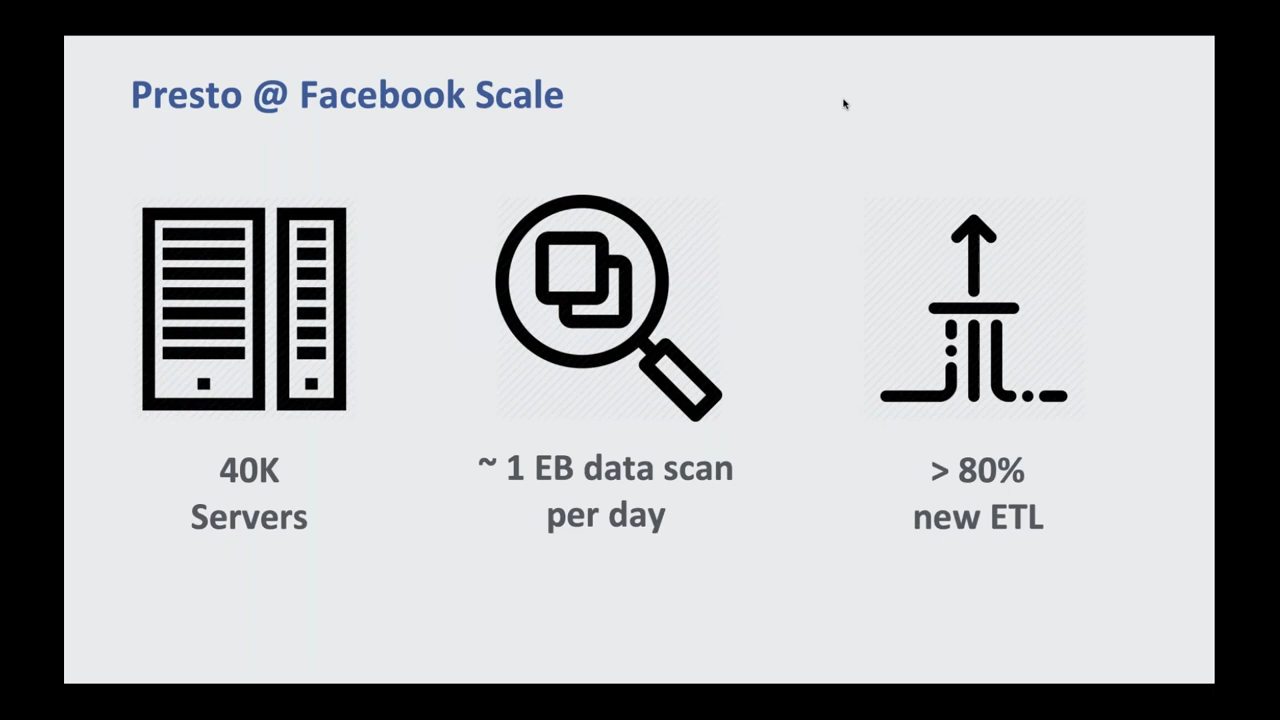 Presto @ Facebook Scale
40K
Servers
~ 1 EB data scan
per day
> 80%
new ETL